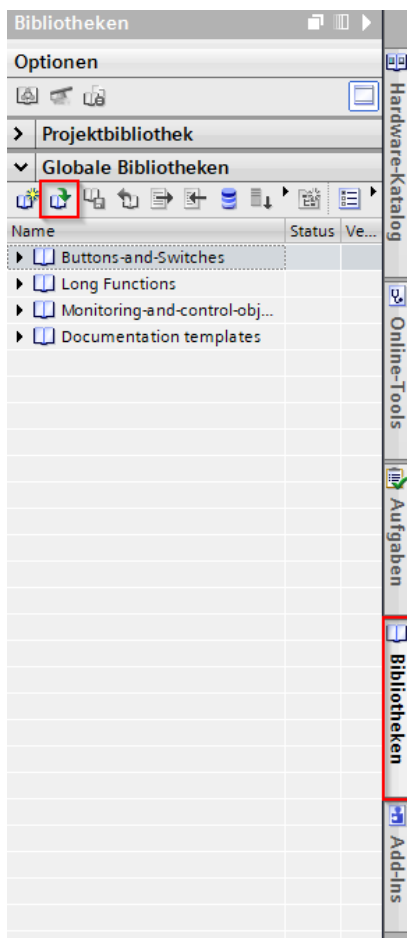 Bibliotheken
Optionen
Projektbibliothek
Globale Bibliotheken
Name Status Ve...
Buttons-and-Switches
Long Functions
Monitoring-and-control-obj...
Documentation templates
Hardware-Katalog
Online-Tools
Aufgaben
Bibliotheken
Add-Ins